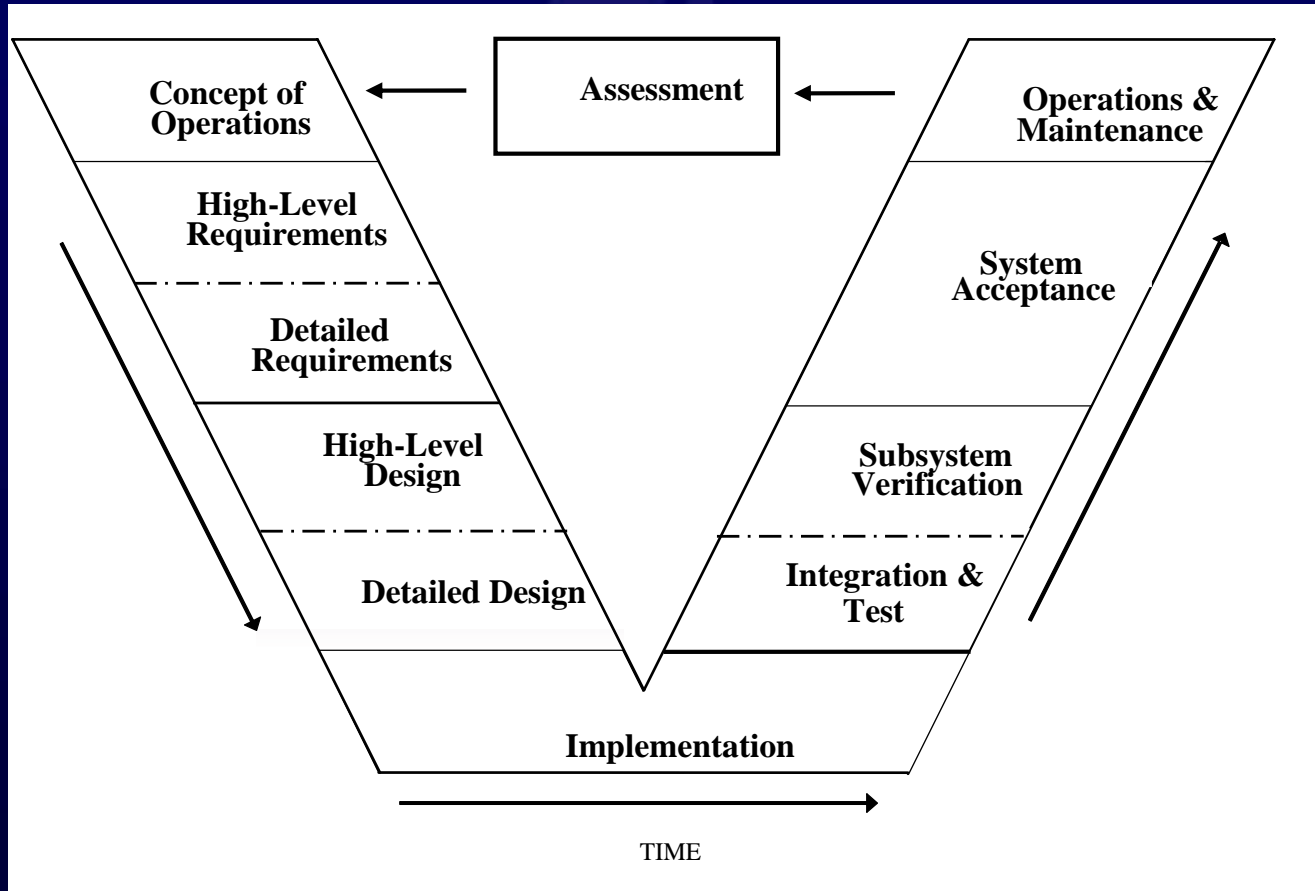 Concept of
Operations
Assessment
Operations &
Maintenance
High-Level
Requirements
System
Acceptance
Detailed
Requirements
High-Level
Design
Subsystem
Verification
Detailed Design
Integration &
Test
Implementation
TIME